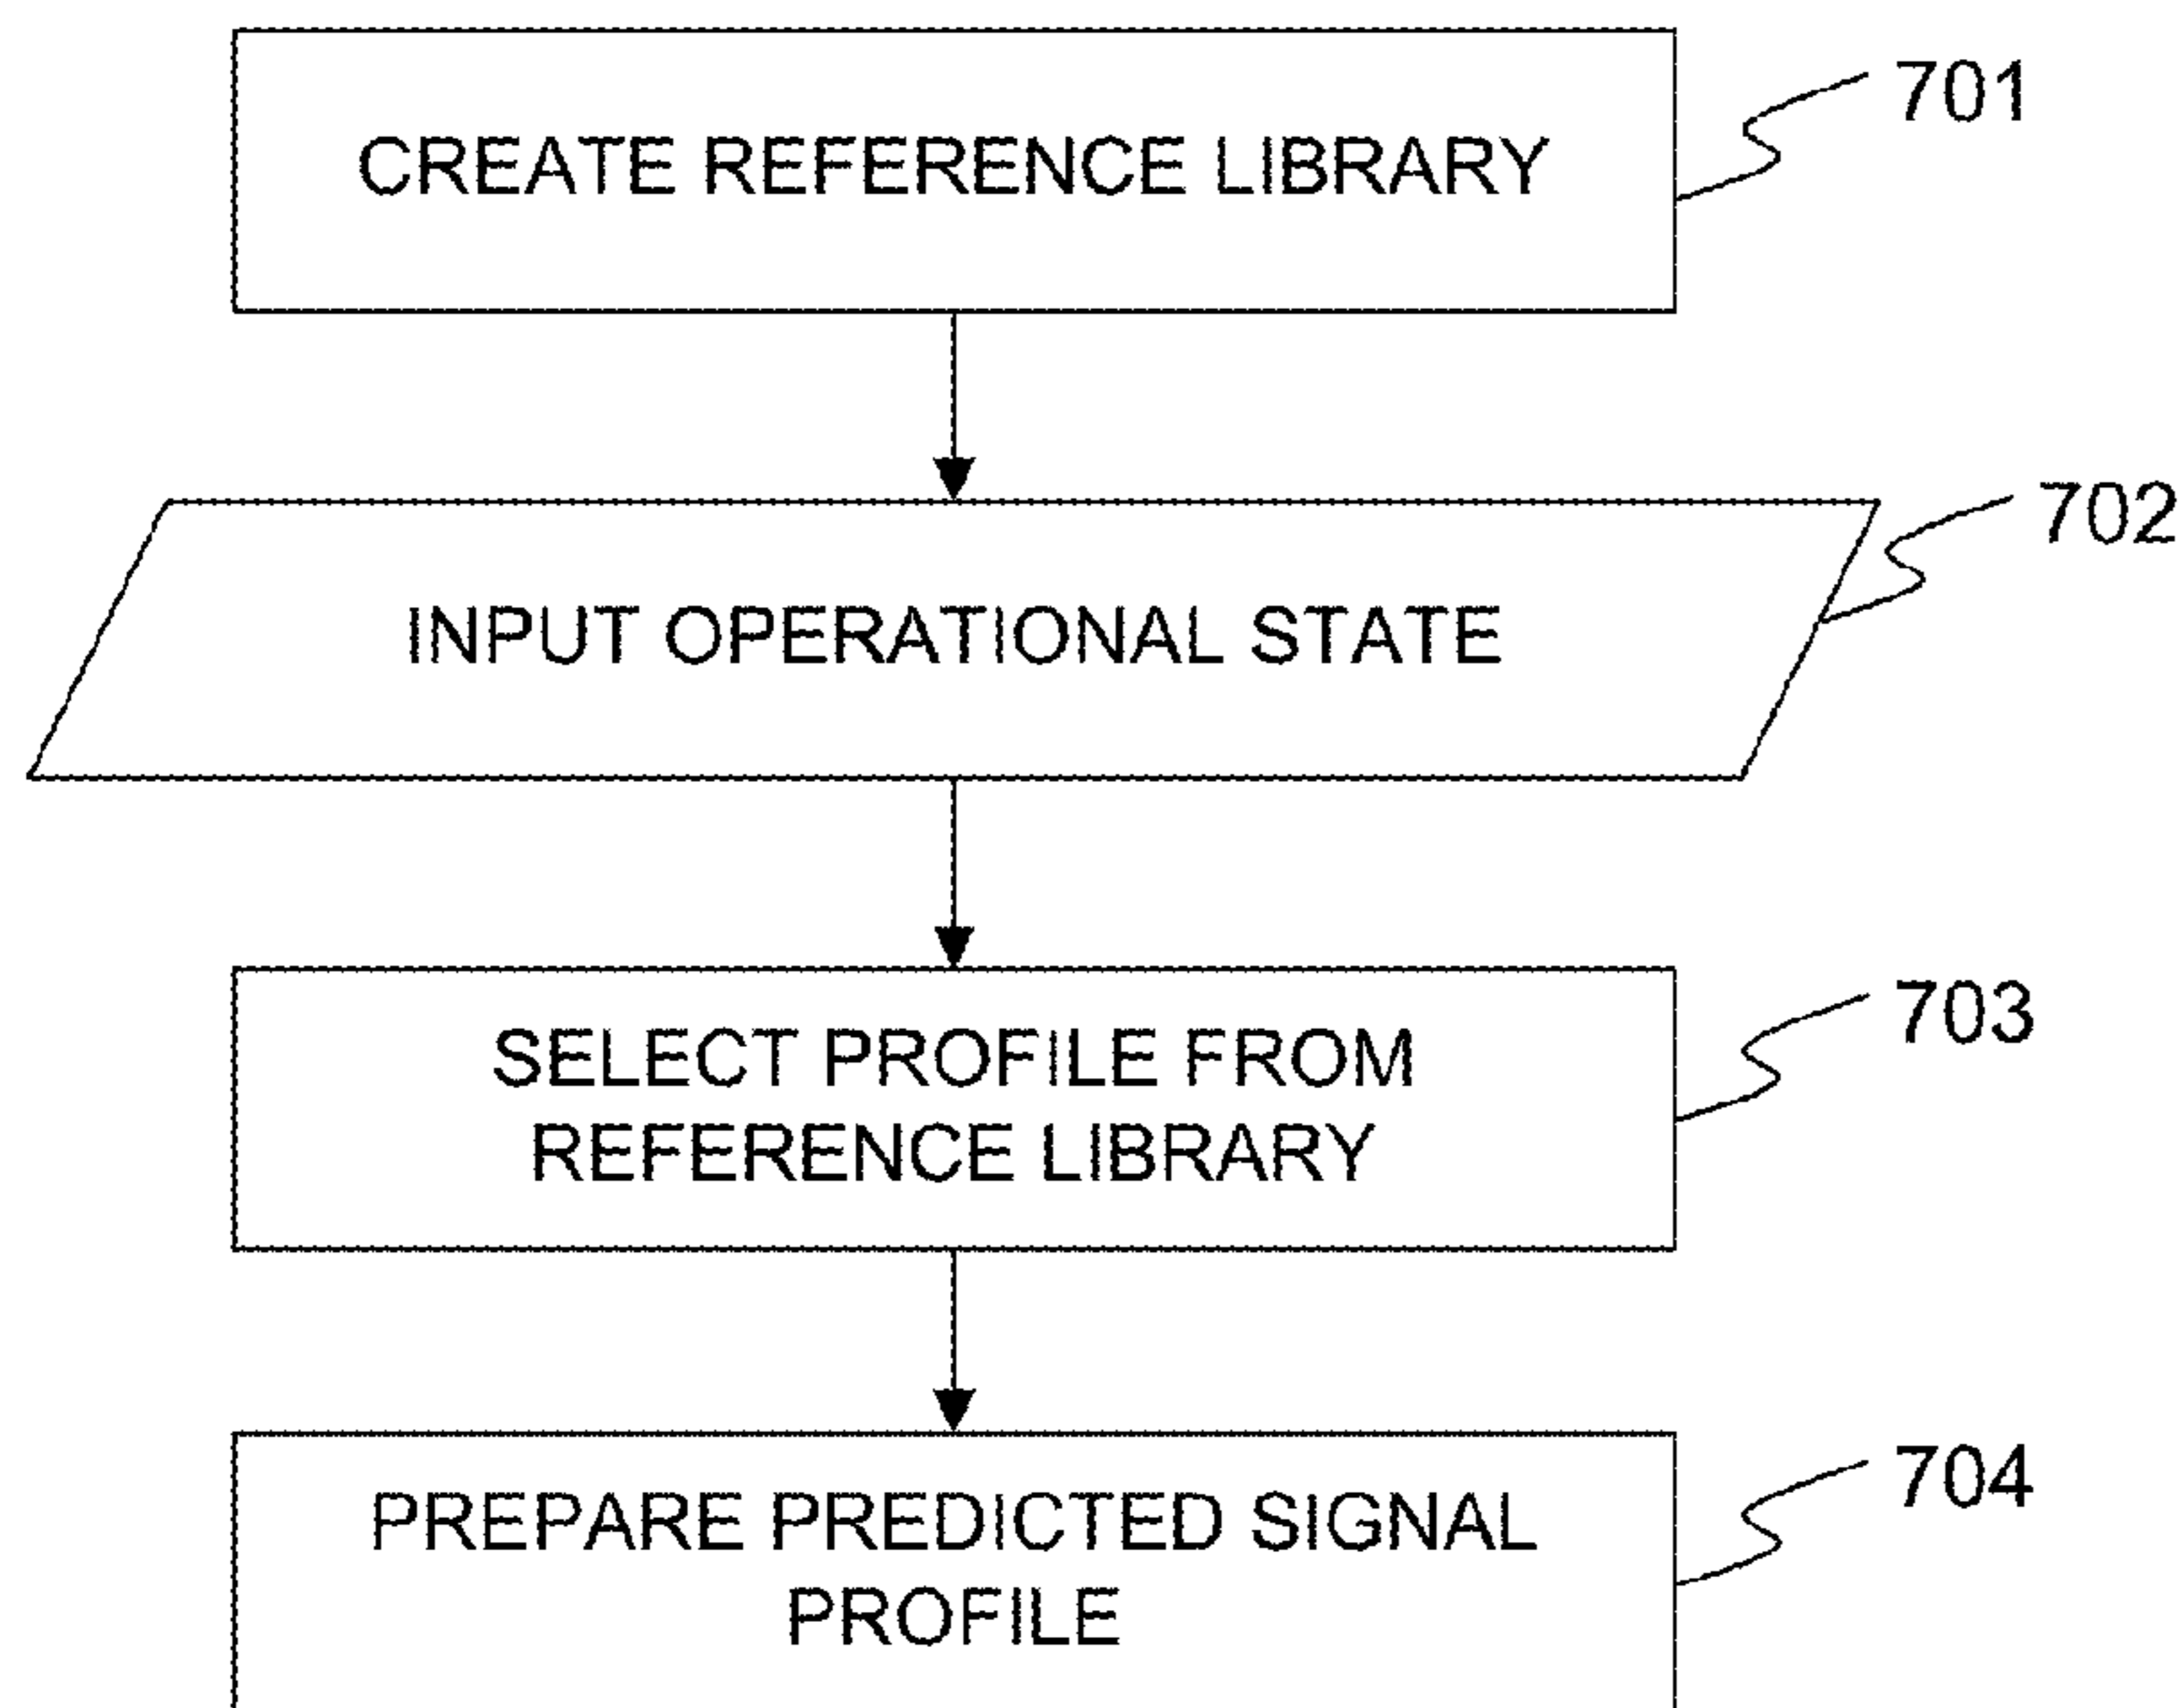 CREATE REFERENCE LIBRARY
701
INPUT OPERATIONAL STATE
702
SELECT PROFILE FROM
REFERENCE LIBRARY
703
PREPARE PREDICTED SIGNAL
PROFILE
704